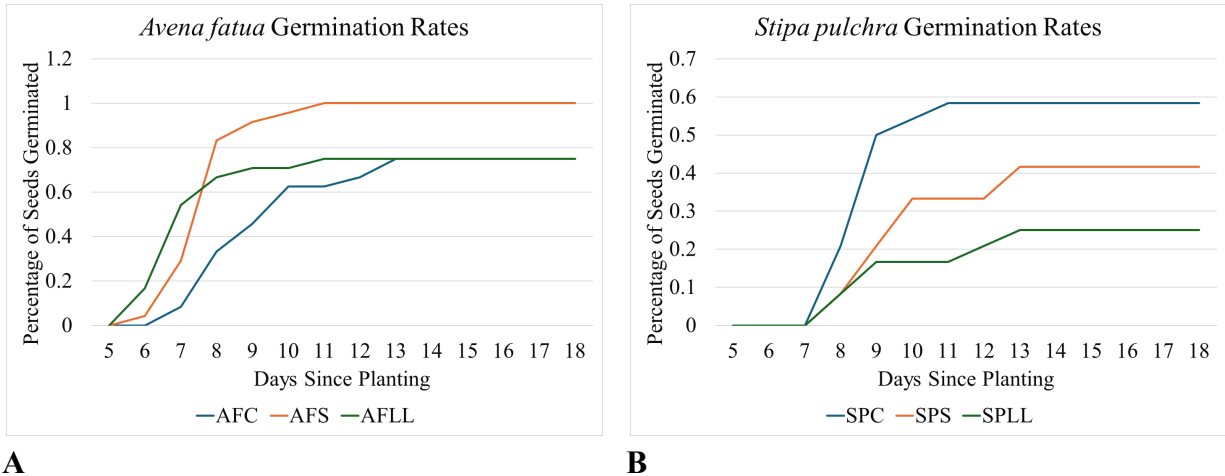 Avena fatua Germination Rates
Percentage of Seeds Germinated
1.2
1
0.8
0.6
0.4
0.2
0
5 6 7 8 9 10 11 12 13 14 15 16 17 18
Days Since Planting
AFC AFS AFLL
A
Stipa pulchra Germination Rates
Percentage of Seeds Germinated
0.7
0.6
0.5
0.4
0.3
0.2
0.1
0
5 6 7 8 9 10 11 12 13 14 15 16 17 18
Days Since Planting
SPC SPS SPLL
B